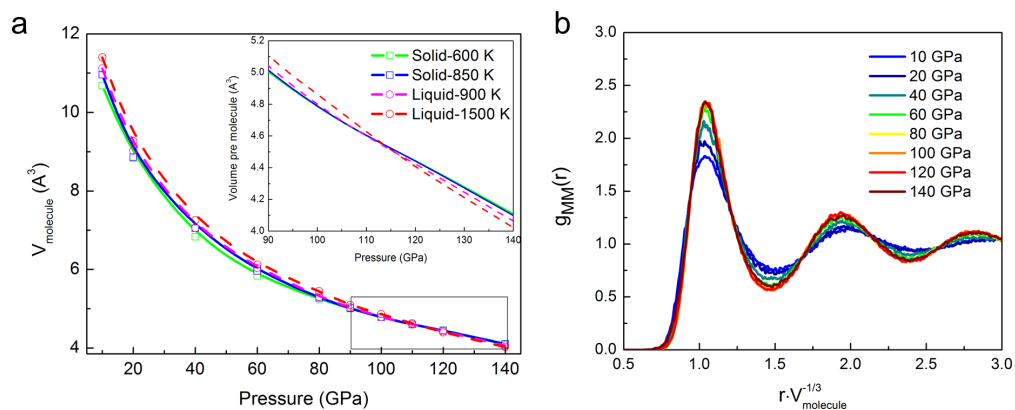 a
V_molecule (Å³)
12
10
8
6
4
20
40
60
80
100
120
140
Pressure (GPa)
Volume pre molecule (Å³)
5.2
5.0
4.8
4.6
4.4
4.2
4.0
90
100
110
120
130
140
Pressure (GPa)
Solid-600 K
Solid-850 K
Liquid-900 K
Liquid-1500 K
b
g_MM(r)
3.0
2.5
2.0
1.5
1.0
0.5
0.0
0.5
1.0
1.5
2.0
2.5
3.0
r·V_molecule^-1/3
10 GPa
20 GPa
40 GPa
60 GPa
80 GPa
100 GPa
120 GPa
140 GPa